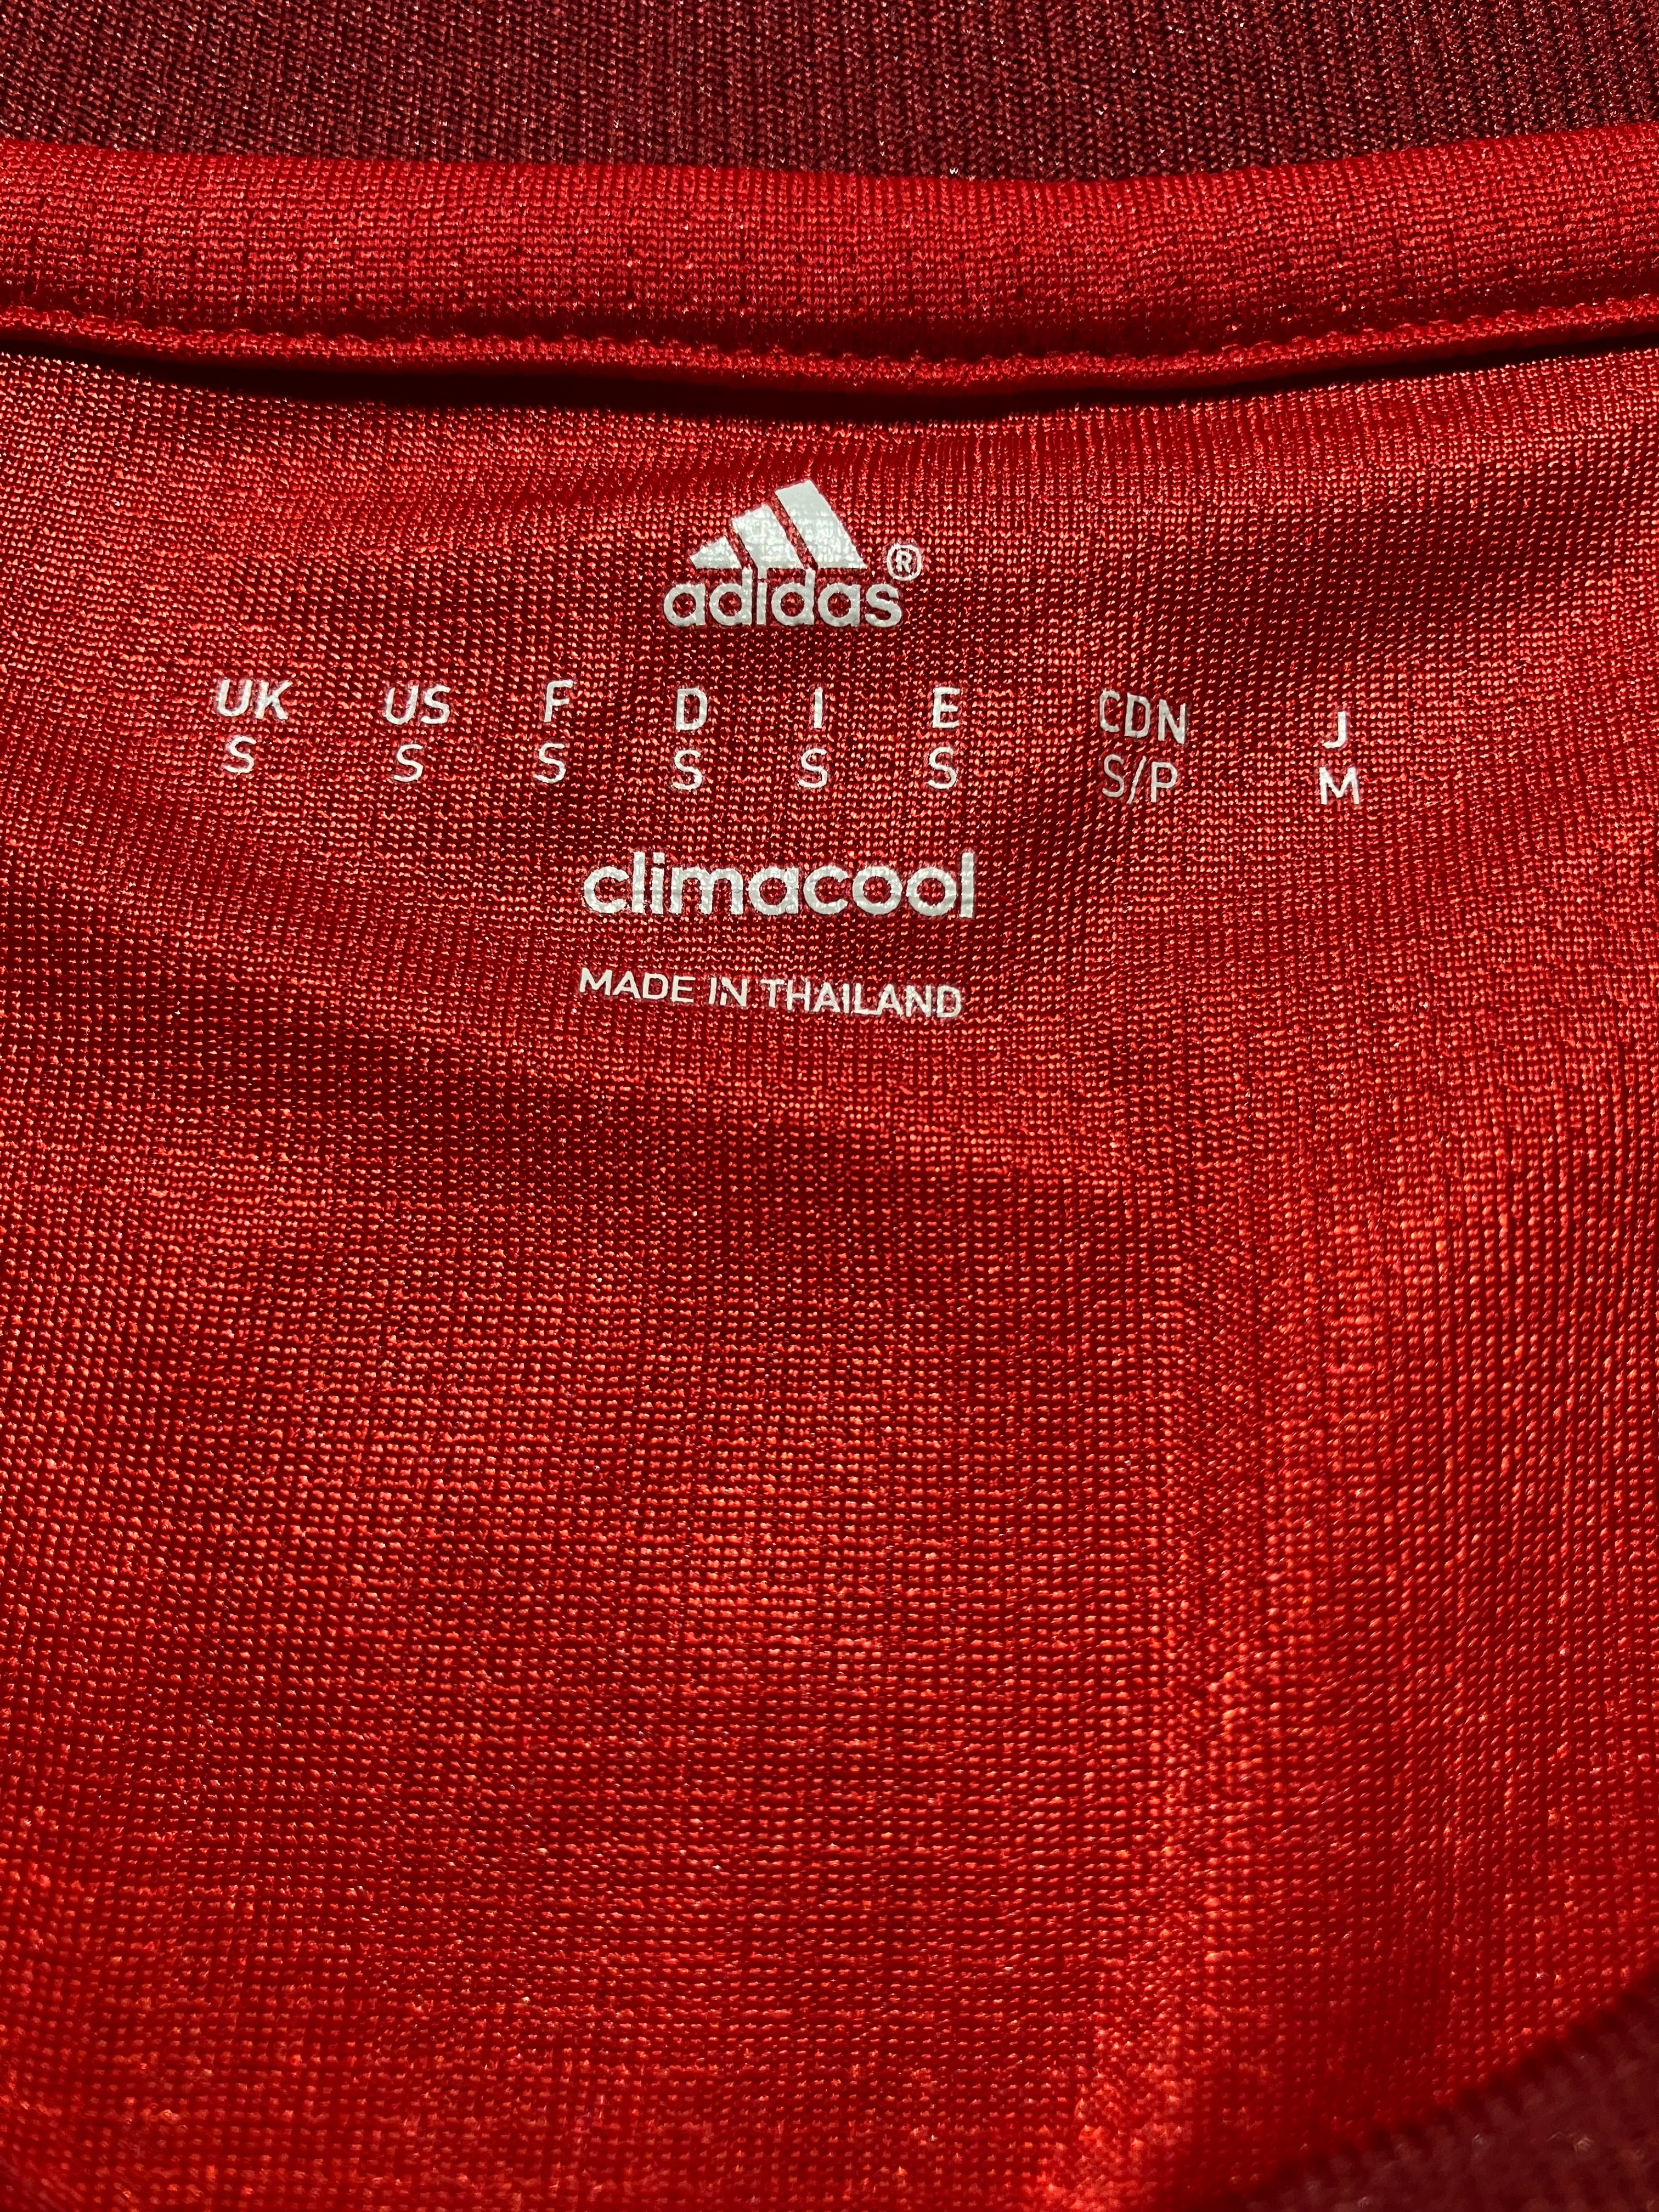 adidas®
UK US F D I E CDN J
S S S S S S S/P M
climacool
MADE IN THAILAND